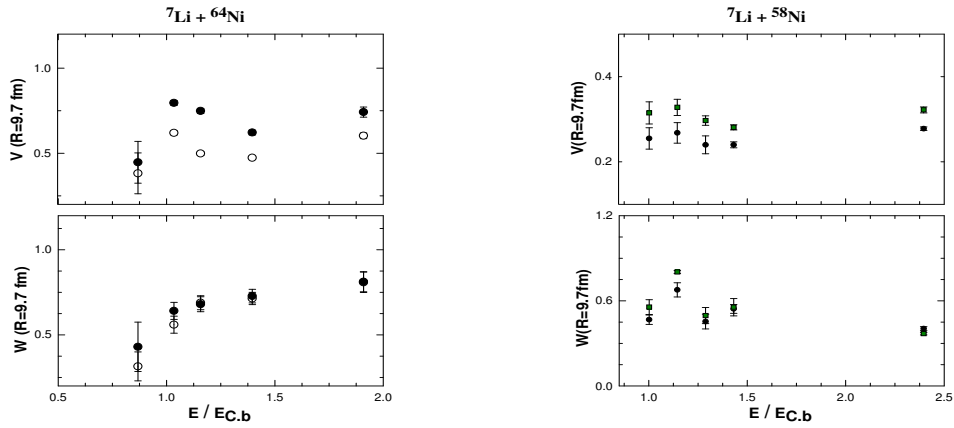 ⁷Li + ⁶⁴Ni
V (R=9.7 fm)
1.0
0.5
W (R=9.7 fm)
1.0
0.5
0.5 1.0 1.5 2.0
E / E_C.b
⁷Li + ⁵⁸Ni
V(R=9.7fm)
0.4
0.2
W(R=9.7fm)
1.2
0.6
0.0
1.0 1.5 2.0 2.5
E / E_C.b